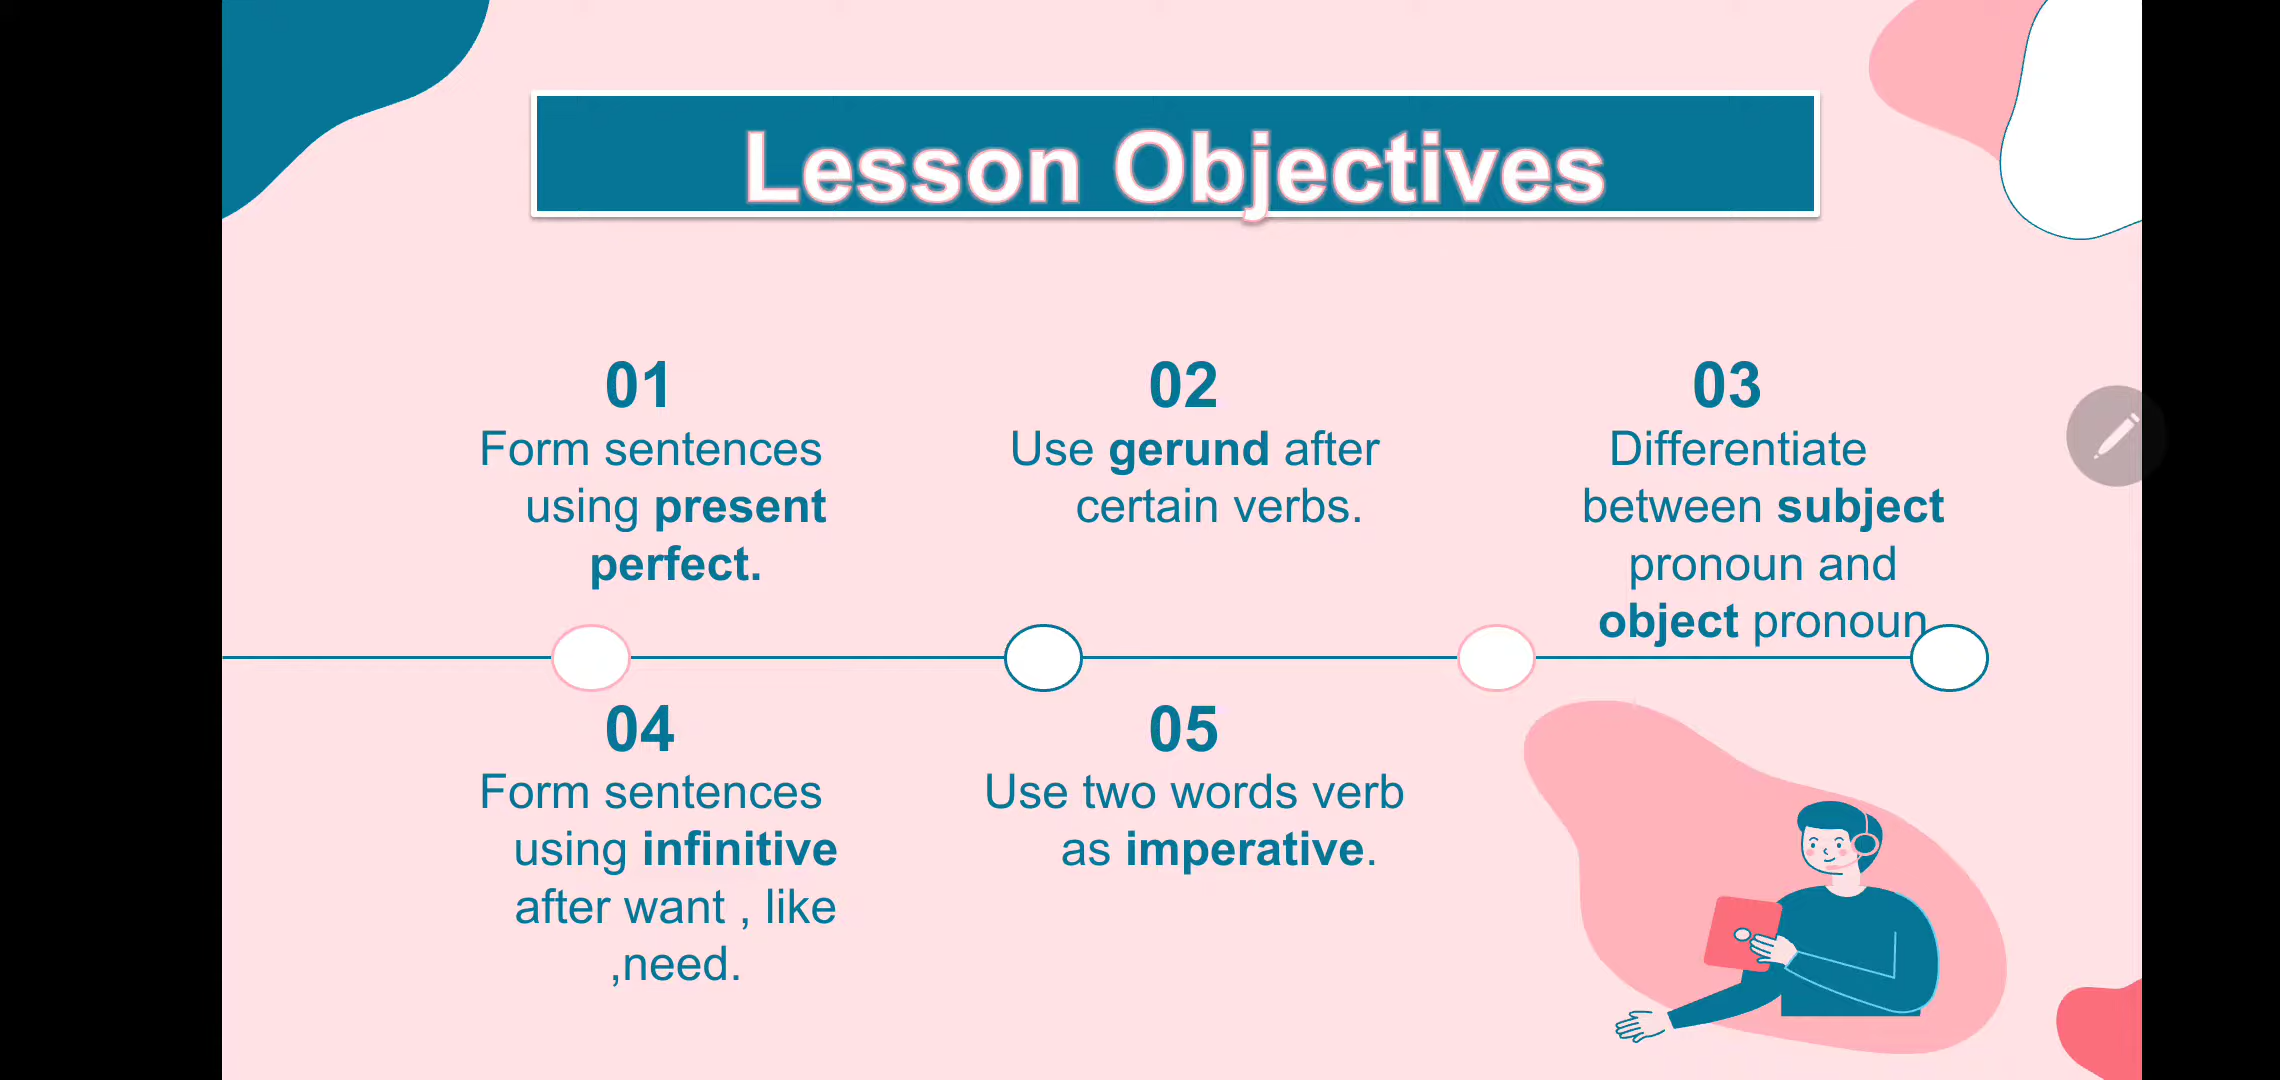 Lesson Objectives
01
Form sentences
using present
perfect.
02
Use gerund after
certain verbs.
03
Differentiate
between subject
pronoun and
object pronoun
04
Form sentences
using infinitive
after want , like
,need.
05
Use two words verb
as imperative.